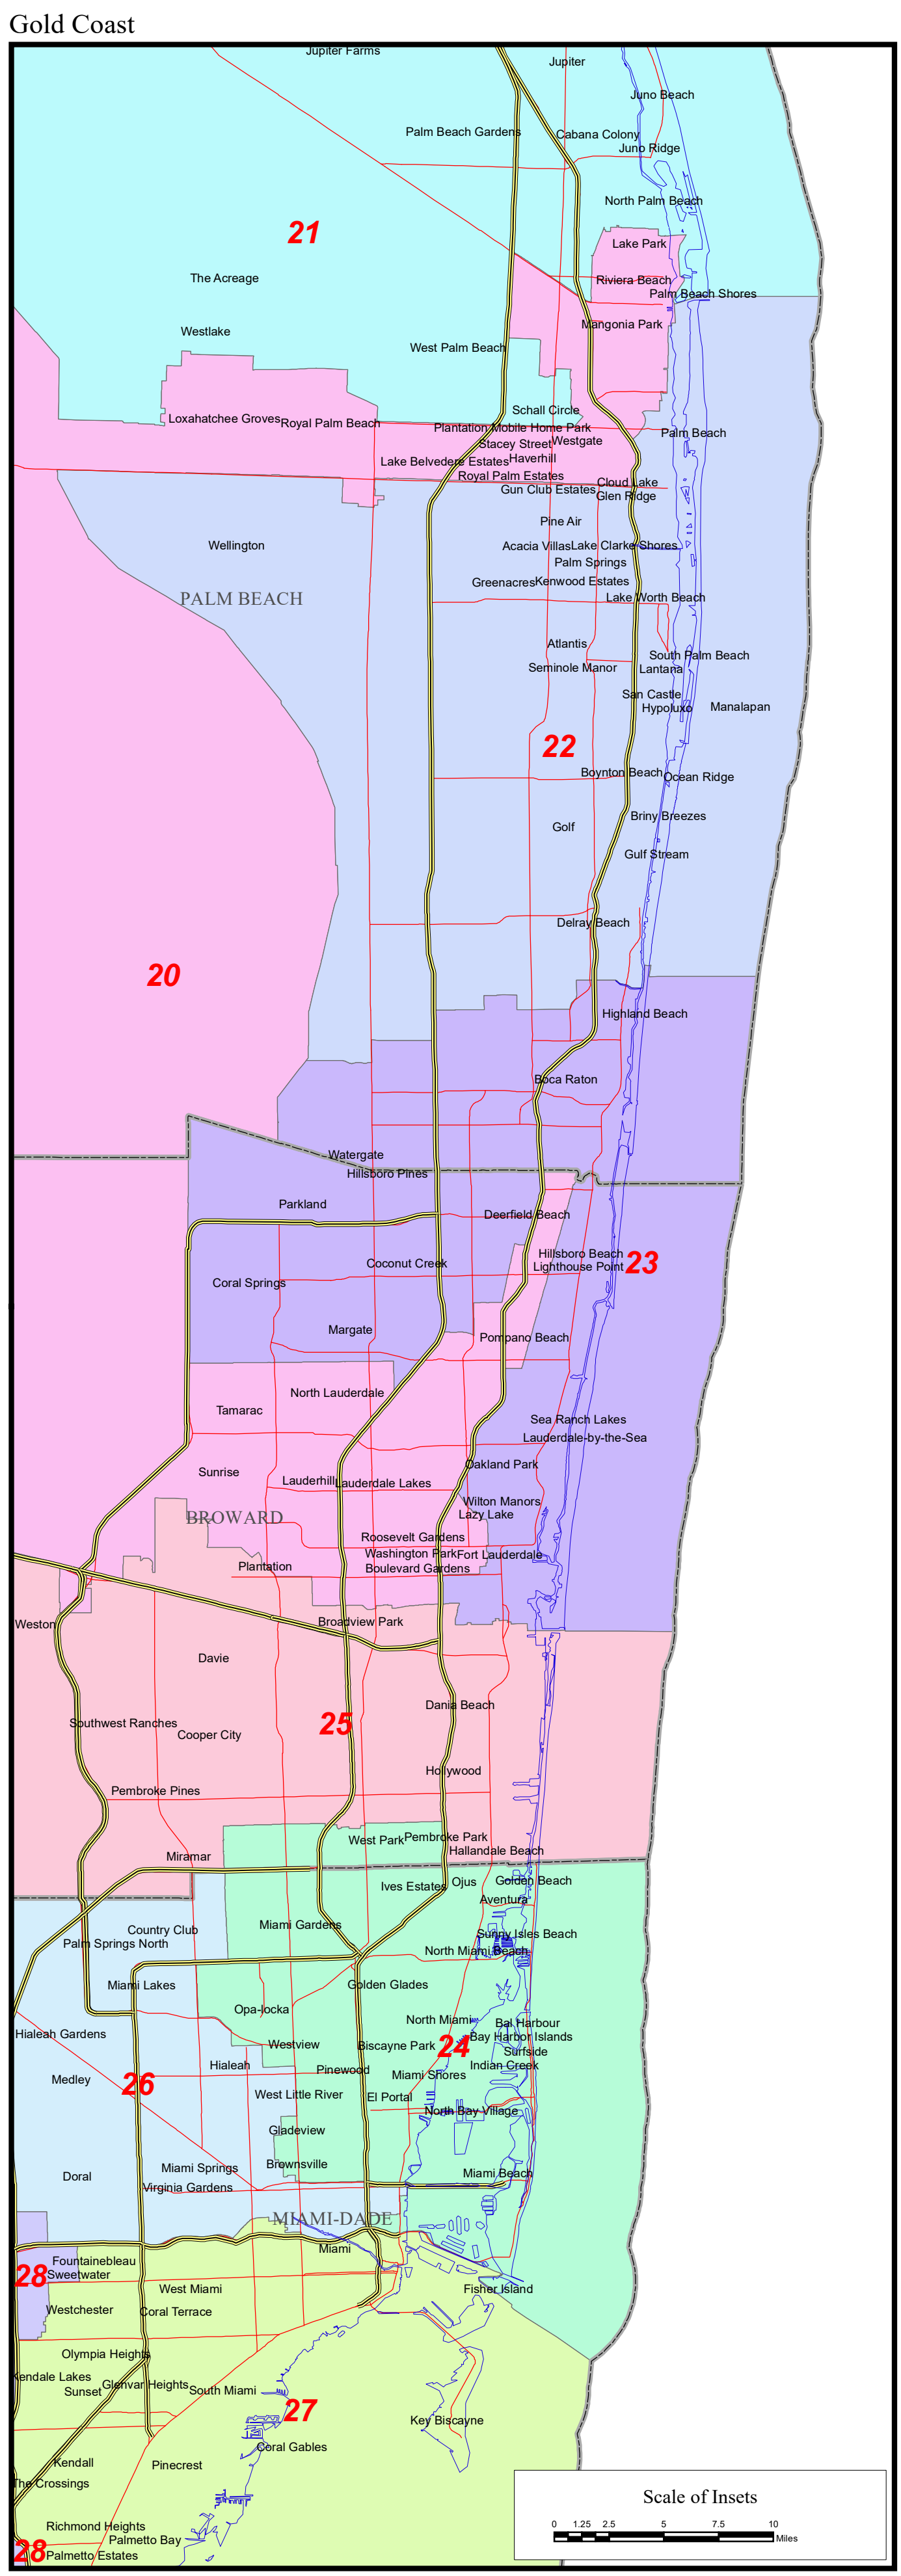 Gold Coast
Jupiter Farms
Jupiter
Juno Beach
Palm Beach Gardens
Cabana Colony
Juno Ridge
North Palm Beach
21
Lake Park
The Acreage
Riviera Beach
Palm Beach Shores
Mangonia Park
Westlake
West Palm Beach
Schall Circle
Loxahatchee Groves
Royal Palm Beach
Plantation Mobile Home Park
Palm Beach
Stacey Street
Westgate
Haverhill
Lake Belvedere Estates
Royal Palm Estates
Cloud Lake
Gun Club Estates
Glen Ridge
Pine Air
Wellington
Acacia Villas
Lake Clarke Shores
Palm Springs
Greenacres
Kenwood Estates
PALM BEACH
Lake Worth Beach
Atlantis
South Palm Beach
Seminole Manor
Lantana
San Castle
Hypoluxo
Manalapan
22
Boynton Beach
Ocean Ridge
Briny Breezes
Golf
Gulf Stream
Delray Beach
20
Highland Beach
Boca Raton
Watergate
Hillsboro Pines
Parkland
Deerfield Beach
Hillsboro Beach
Coconut Creek
Lighthouse Point
23
Coral Springs
Margate
Pompano Beach
North Lauderdale
Tamarac
Sea Ranch Lakes
Lauderdale-by-the-Sea
Oakland Park
Sunrise
Lauderhill
Lauderdale Lakes
Wilton Manors
Lazy Lake
BROWARD
Roosevelt Gardens
Washington Park
Fort Lauderdale
Plantation
Boulevard Gardens
Weston
Broadview Park
Davie
Dania Beach
Southwest Ranches
25
Cooper City
Hollywood
Pembroke Pines
West Park
Pembroke Park
Hallandale Beach
Miramar
Golden Beach
Ives Estates
Ojus
Aventura
Miami Gardens
Country Club
Sunny Isles Beach
Palm Springs North
North Miami Beach
Miami Lakes
Golden Glades
Opa-locka
North Miami
Bal Harbour
Hialeah Gardens
Bay Harbor Islands
Westview
Biscayne Park
24
Surfside
Hialeah
Indian Creek
Pinewood
Miami Shores
Medley
26
West Little River
El Portal
North Bay Village
Gladeview
Brownsville
Miami Springs
Miami Beach
Doral
Virginia Gardens
MIAMI-DADE
Miami
Fountainebleau
28
Sweetwater
West Miami
Fisher Island
Westchester
Coral Terrace
Olympia Heights
Kendale Lakes
Glenvar Heights
Sunset
South Miami
27
Key Biscayne
Coral Gables
Kendall
Pinecrest
The Crossings
Scale of Insets
Richmond Heights
0 1.25 2.5 5 7.5 10
Miles
Palmetto Bay
28
Palmetto Estates